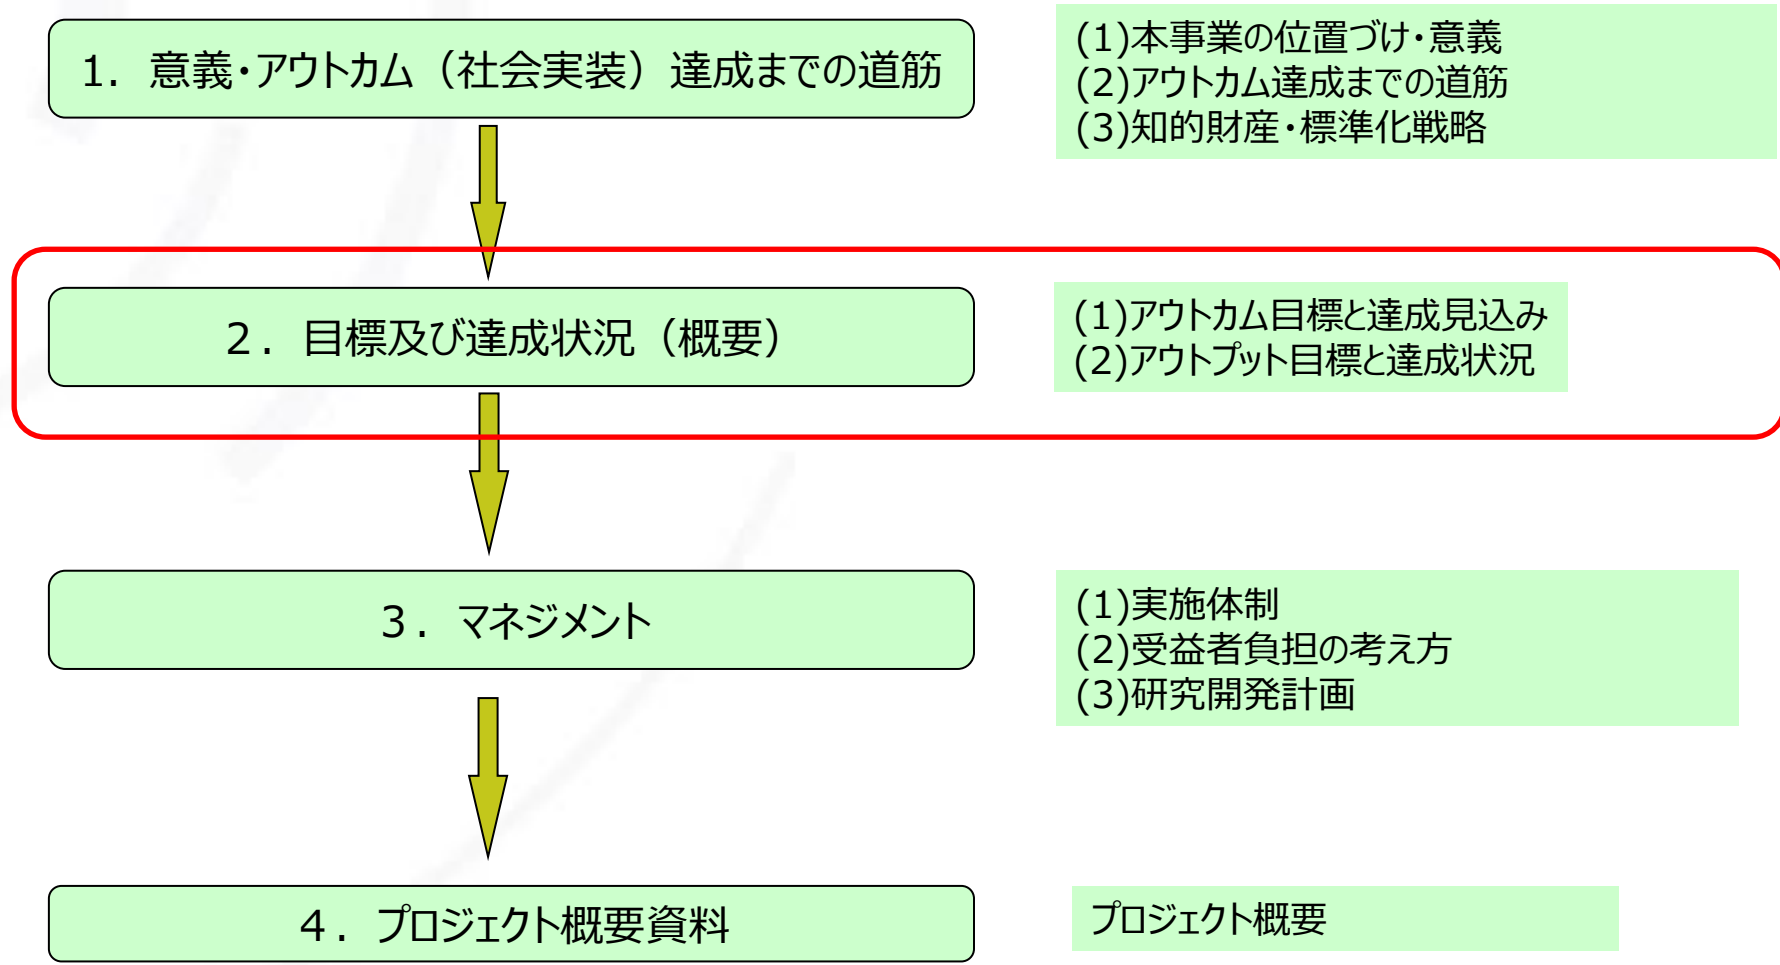 1. 意義・アウトカム（社会実装）達成までの道筋
(1)本事業の位置づけ・意義
(2)アウトカム達成までの道筋
(3)知的財産・標準化戦略
２．目標及び達成状況（概要）
(1)アウトカム目標と達成見込み
(2)アウトプット目標と達成状況
３．マネジメント
(1)実施体制
(2)受益者負担の考え方
(3)研究開発計画
４．プロジェクト概要資料
プロジェクト概要